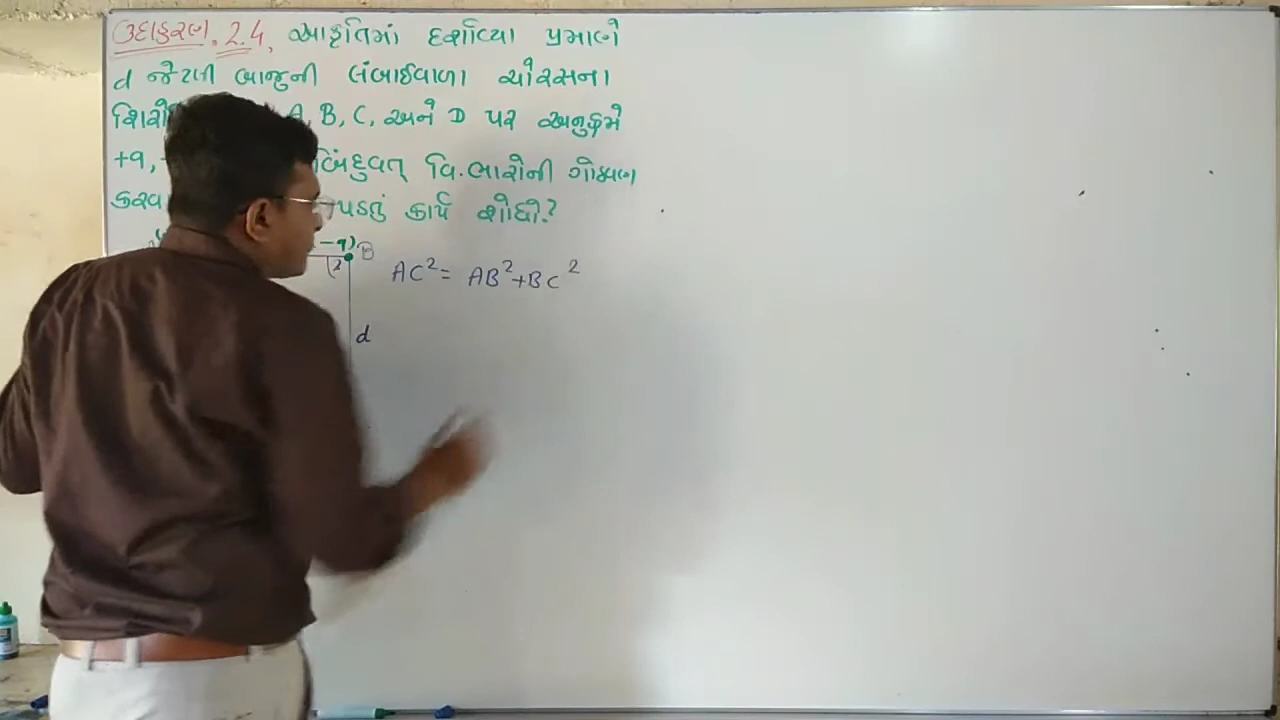 ઉદાહરણ. 2.4, આકૃતિમાં દર્શાવ્યા પ્રમાણે
d જેટલી બાજુની લંબાઈવાળા ચોરસના
A, B, C, અને D પર અનુક્રમે
+q, બિંદુવત્ વિ.ભારોની ગોઠવણ
પડતું કાર્ય શોધો?
-q) B
AC²= AB²+BC²
d